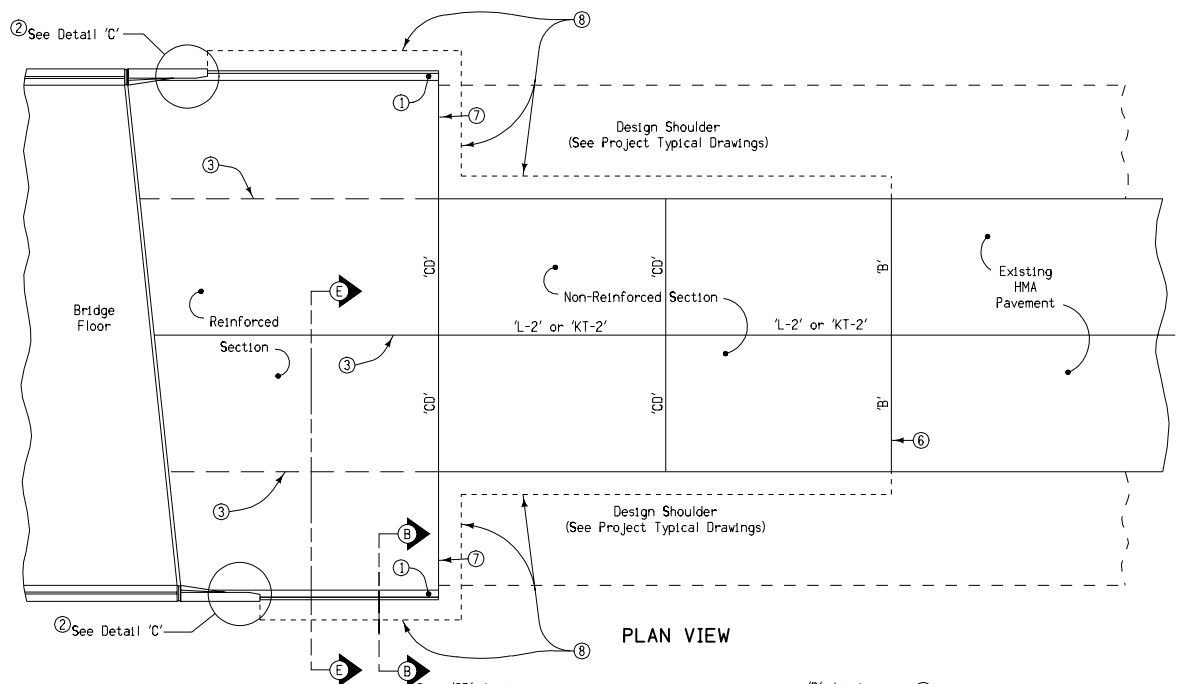 ⑧
②See Detail 'C'
①
⑦
Design Shoulder
(See Project Typical Drawings)
③
'CD'
'CD'
'B'
E
Existing
HMA
Pavement
Bridge
Floor
Reinforced
Section
Non-Reinforced Section
'L-2' or 'KT-2'
'L-2' or 'KT-2'
③
'CD'
'CD'
'B'
⑥
③
Design Shoulder
(See Project Typical Drawings)
B
⑦
①
②See Detail 'C'
PLAN VIEW
⑧
E
B